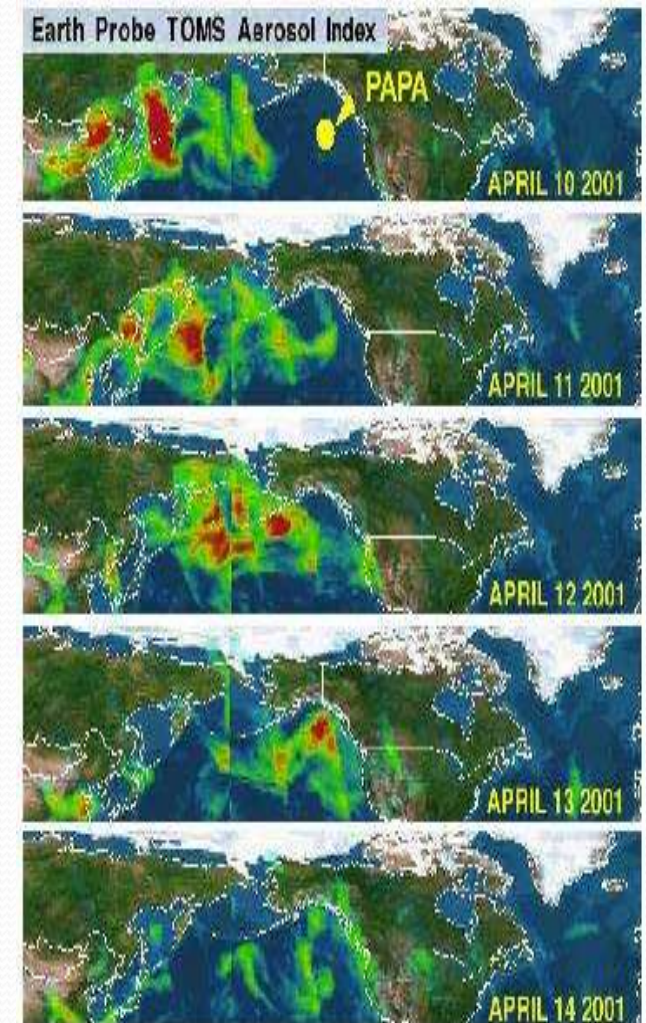 Earth Probe TOMS Aerosol Index
PAPA
APRIL 10 2001
APRIL 11 2001
APRIL 12 2001
APRIL 13 2001
APRIL 14 2001